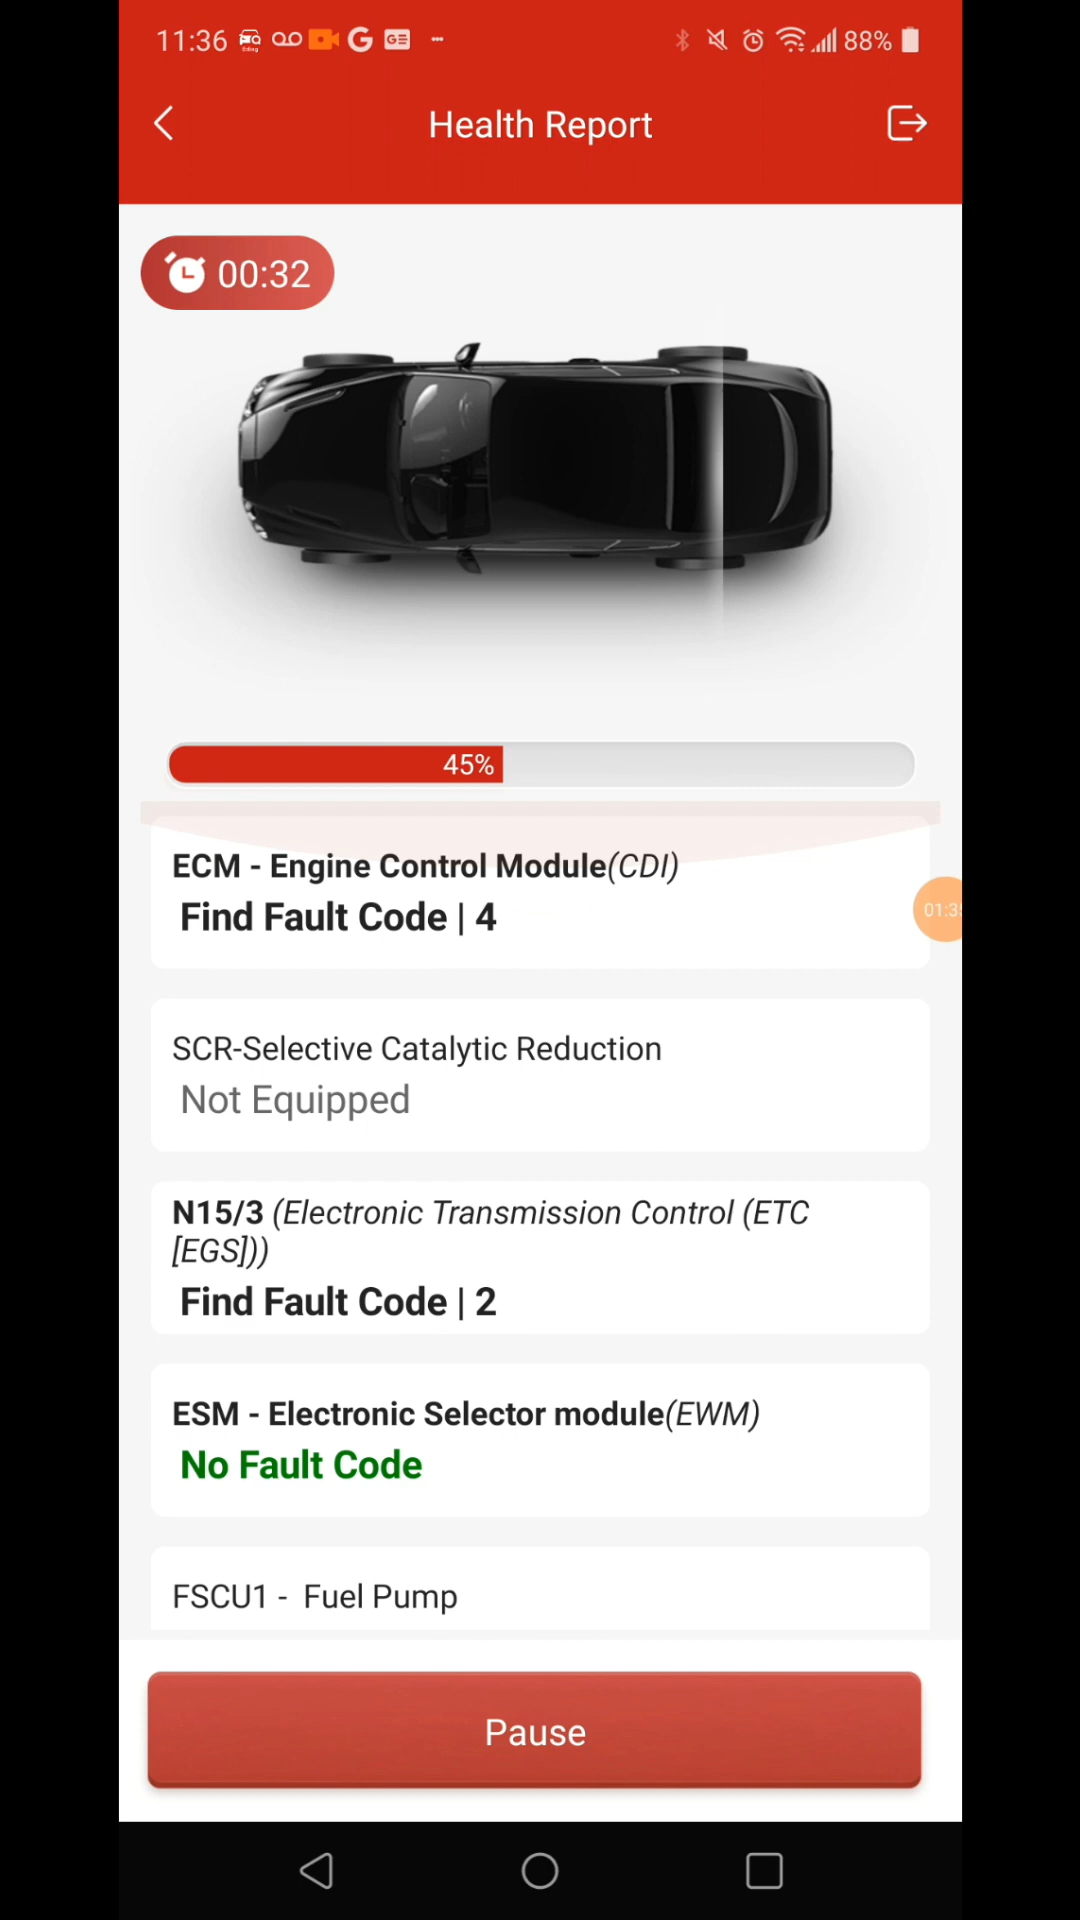 11:36 88%
Health Report
00:32
45%
ECM - Engine Control Module(CDI)
Find Fault Code | 4
01:3
SCR-Selective Catalytic Reduction
Not Equipped
N15/3 (Electronic Transmission Control (ETC
[EGS]))
Find Fault Code | 2
ESM - Electronic Selector module(EWM)
No Fault Code
FSCU1 - Fuel Pump
Pause